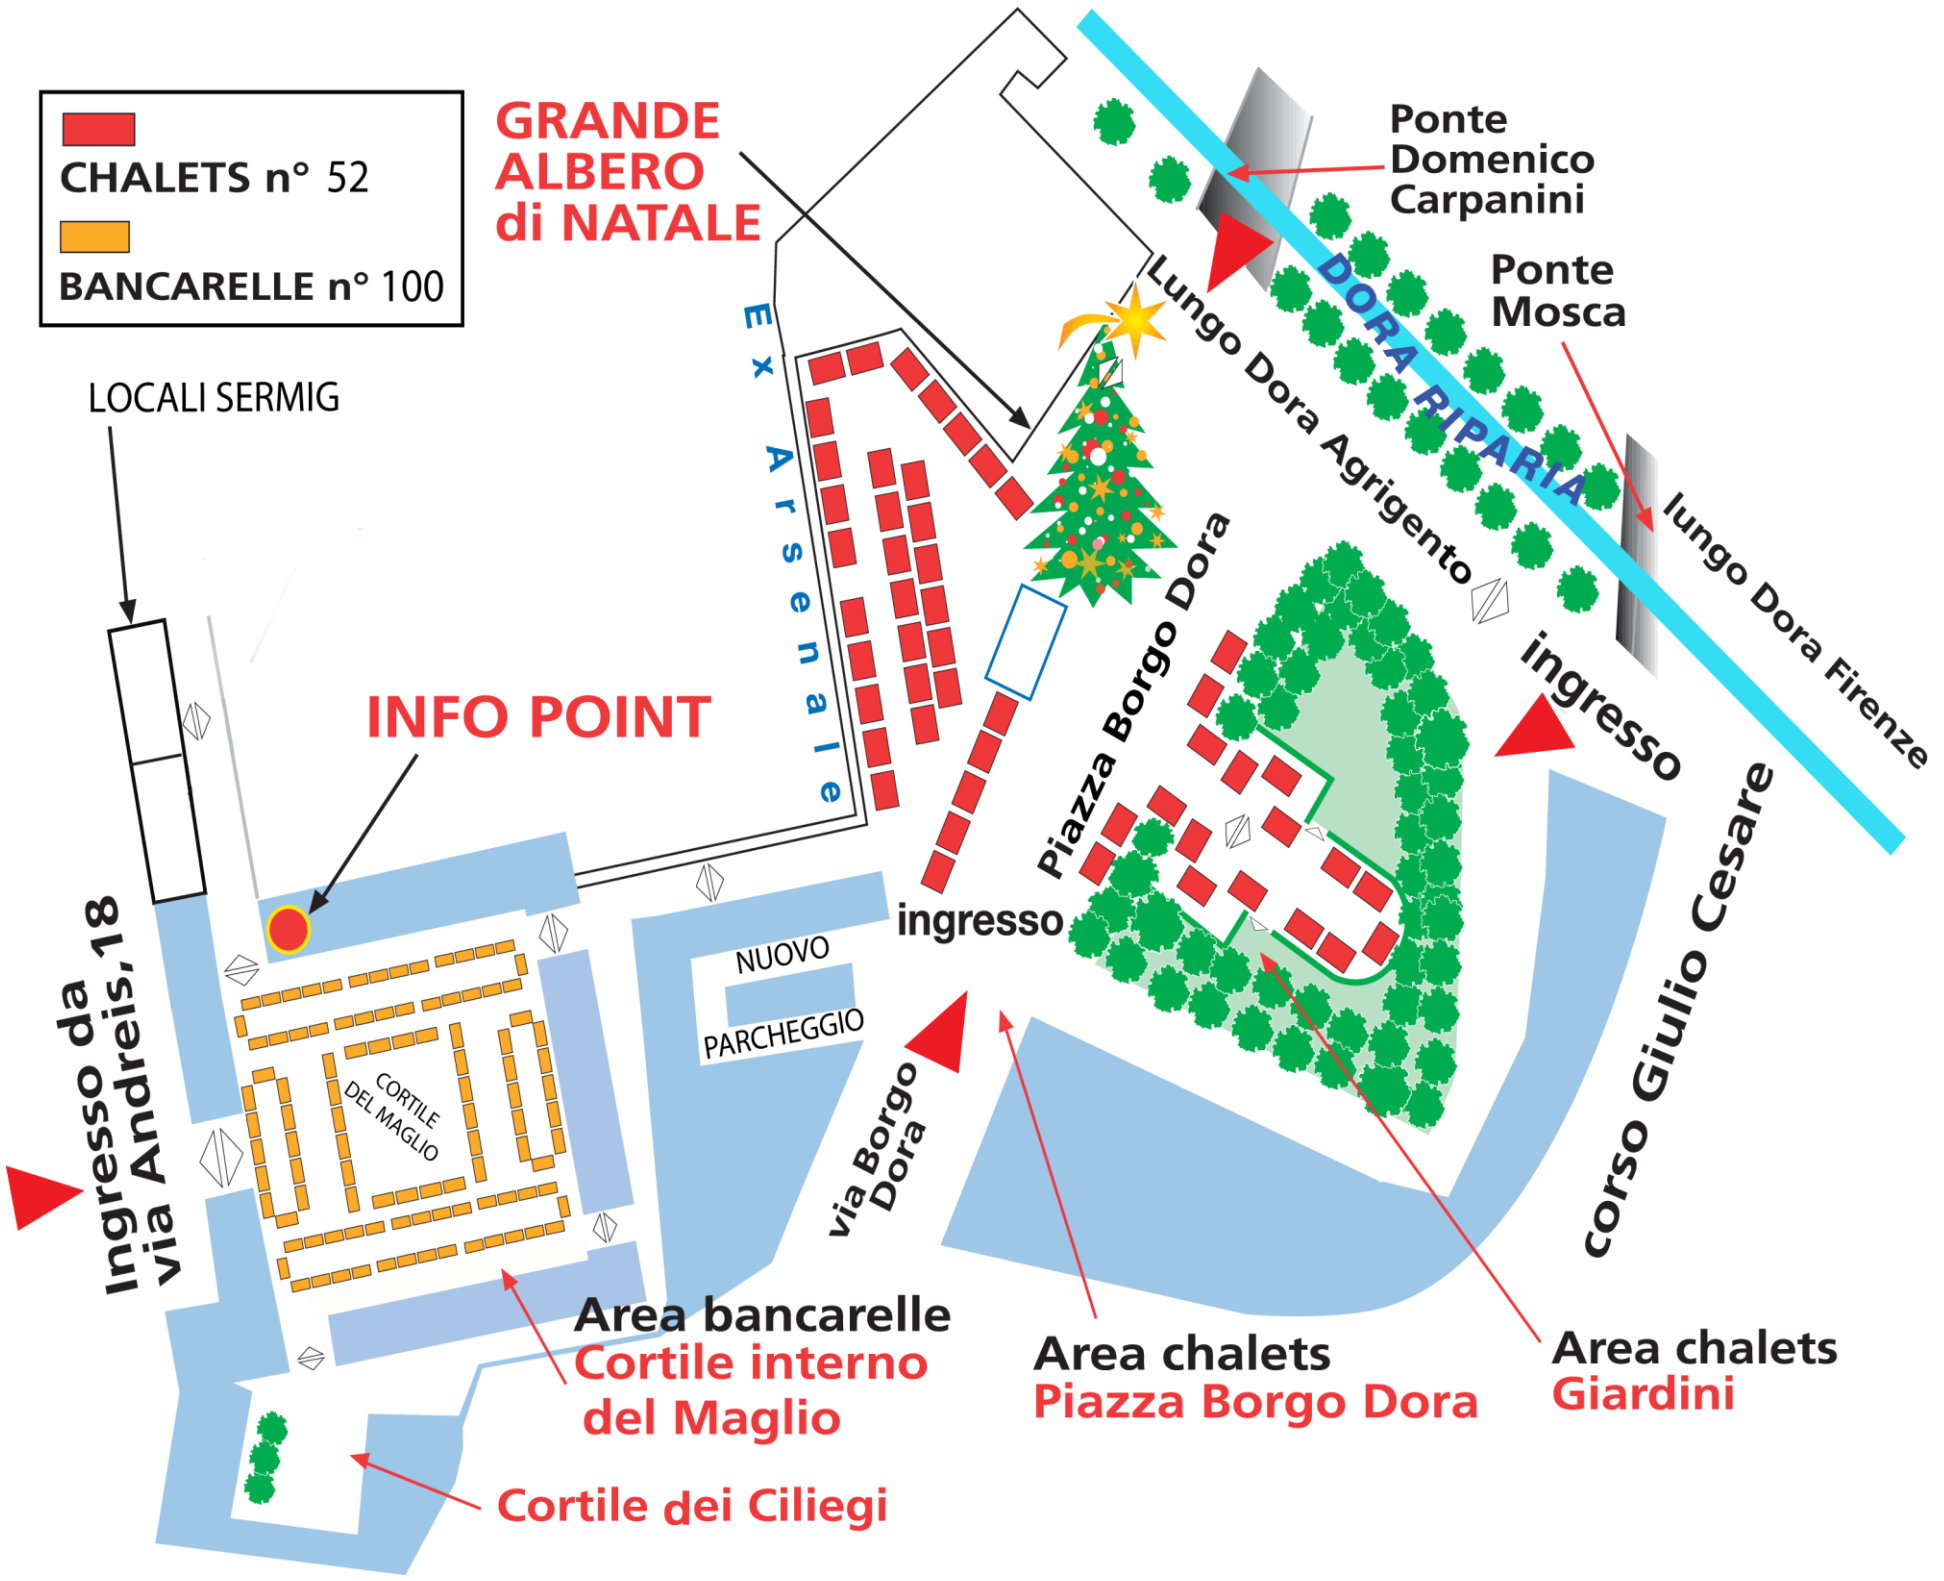 CHALETS n° 52
BANCARELLE n° 100
GRANDE
ALBERO
di NATALE
Ponte
Domenico
Carpanini
Ponte
Mosca
DORA RIPARIA
Lungo Dora Agrigento
lungo Dora Firenze
LOCALI SERMIG
Ex Arsenale
INFO POINT
Piazza Borgo Dora
ingresso
corso Giulio Cesare
ingresso
NUOVO
PARCHEGGIO
Ingresso da
via Andreis,18
CORTILE
DEL MAGLIO
via Borgo
Dora
Area bancarelle
Cortile interno
del Maglio
Area chalets
Piazza Borgo Dora
Area chalets
Giardini
Cortile dei Ciliegi